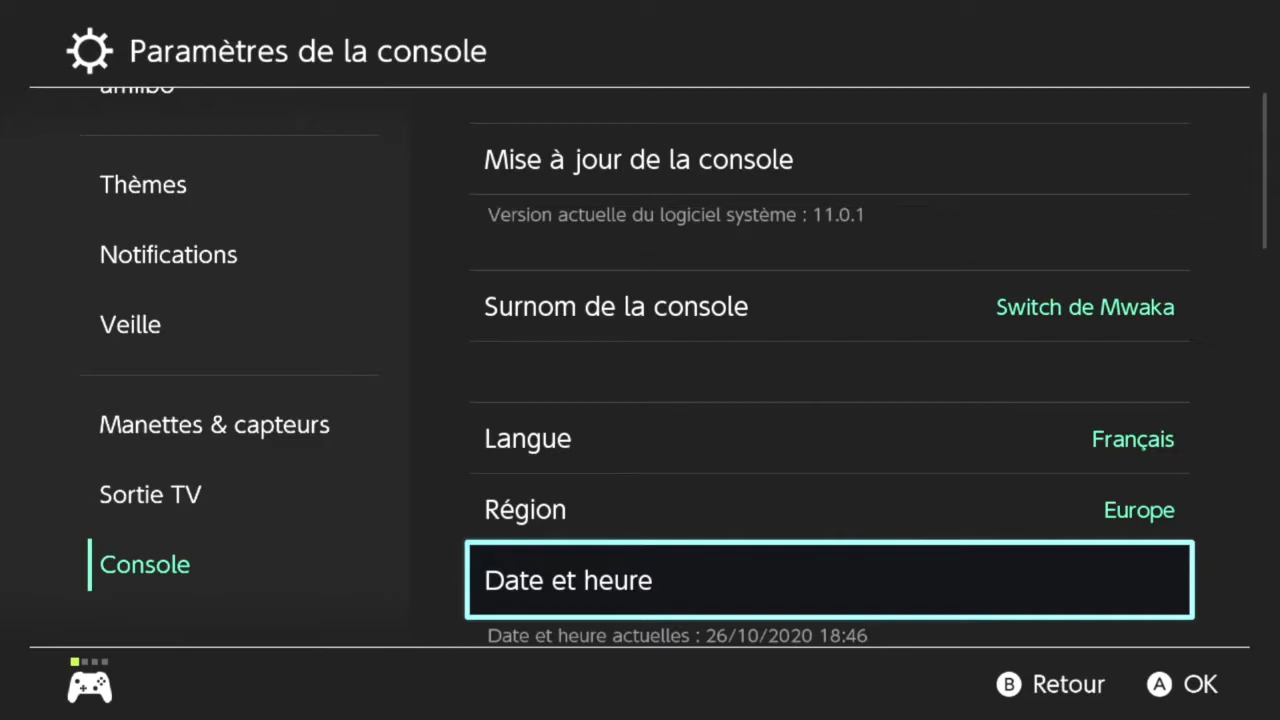 Paramètres de la console
amiibo
Thèmes
Notifications
Veille
Manettes & capteurs
Sortie TV
Console
Mise à jour de la console
Version actuelle du logiciel système : 11.0.1
Surnom de la console
Switch de Mwaka
Langue
Français
Région
Europe
Date et heure
Date et heure actuelles : 26/10/2020 18:46
B Retour
A OK